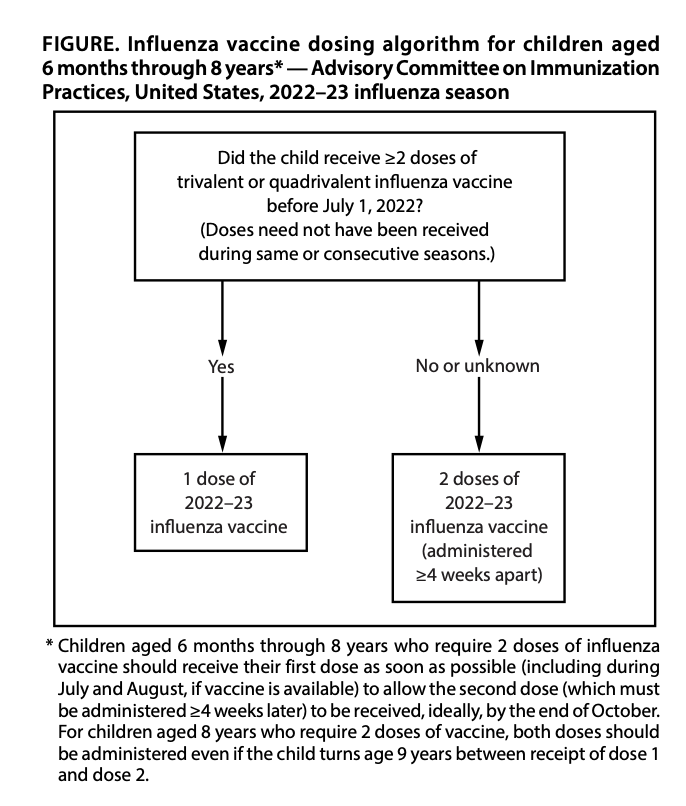 FIGURE. Influenza vaccine dosing algorithm for children aged
6 months through 8 years* — Advisory Committee on Immunization
Practices, United States, 2022–23 influenza season
Did the child receive ≥2 doses of
trivalent or quadrivalent influenza vaccine
before July 1, 2022?
(Doses need not have been received
during same or consecutive seasons.)
Yes
No or unknown
1 dose of
2022–23
influenza vaccine
2 doses of
2022–23
influenza vaccine
(administered
≥4 weeks apart)
* Children aged 6 months through 8 years who require 2 doses of influenza
vaccine should receive their first dose as soon as possible (including during
July and August, if vaccine is available) to allow the second dose (which must
be administered ≥4 weeks later) to be received, ideally, by the end of October.
For children aged 8 years who require 2 doses of vaccine, both doses should
be administered even if the child turns age 9 years between receipt of dose 1
and dose 2.